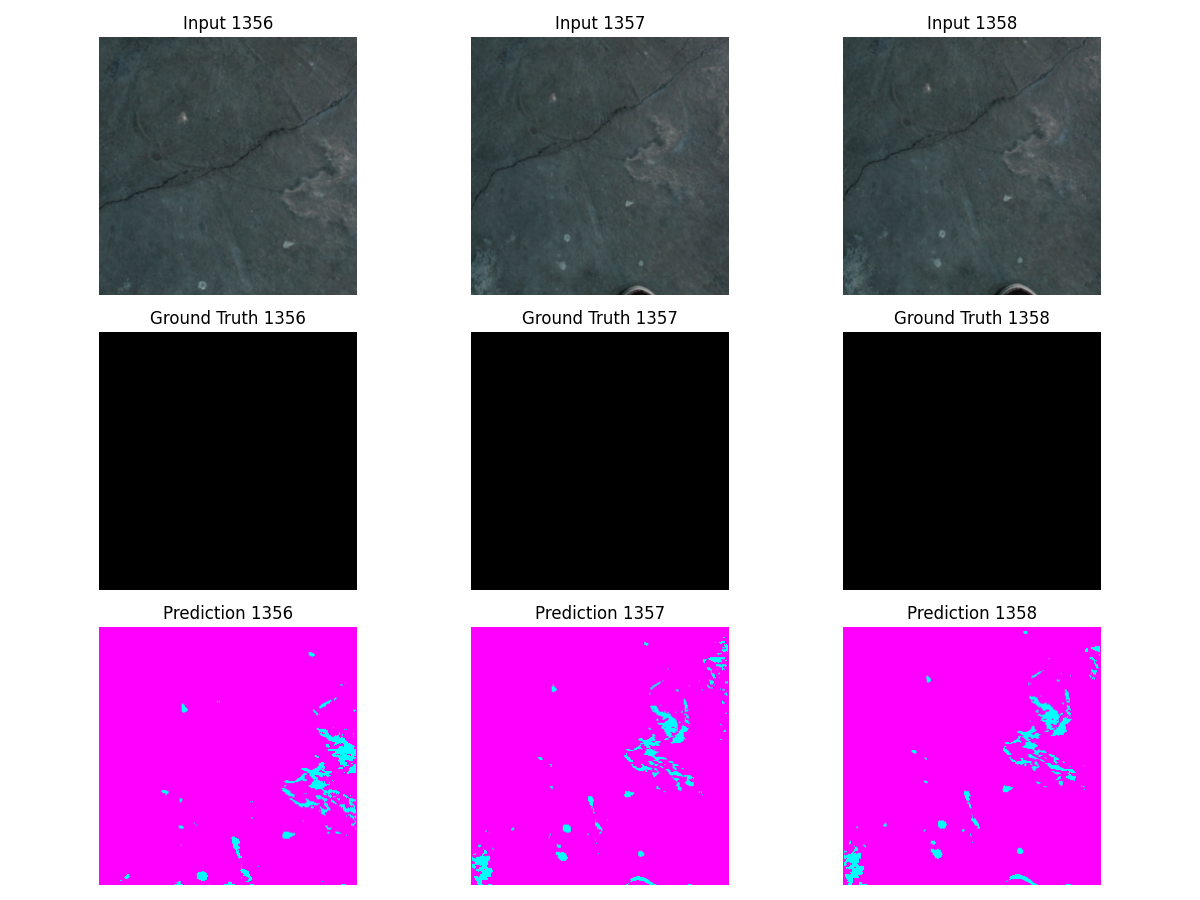 Input 1356
Input 1357
Input 1358
Ground Truth 1356
Ground Truth 1357
Ground Truth 1358
Prediction 1356
Prediction 1357
Prediction 1358